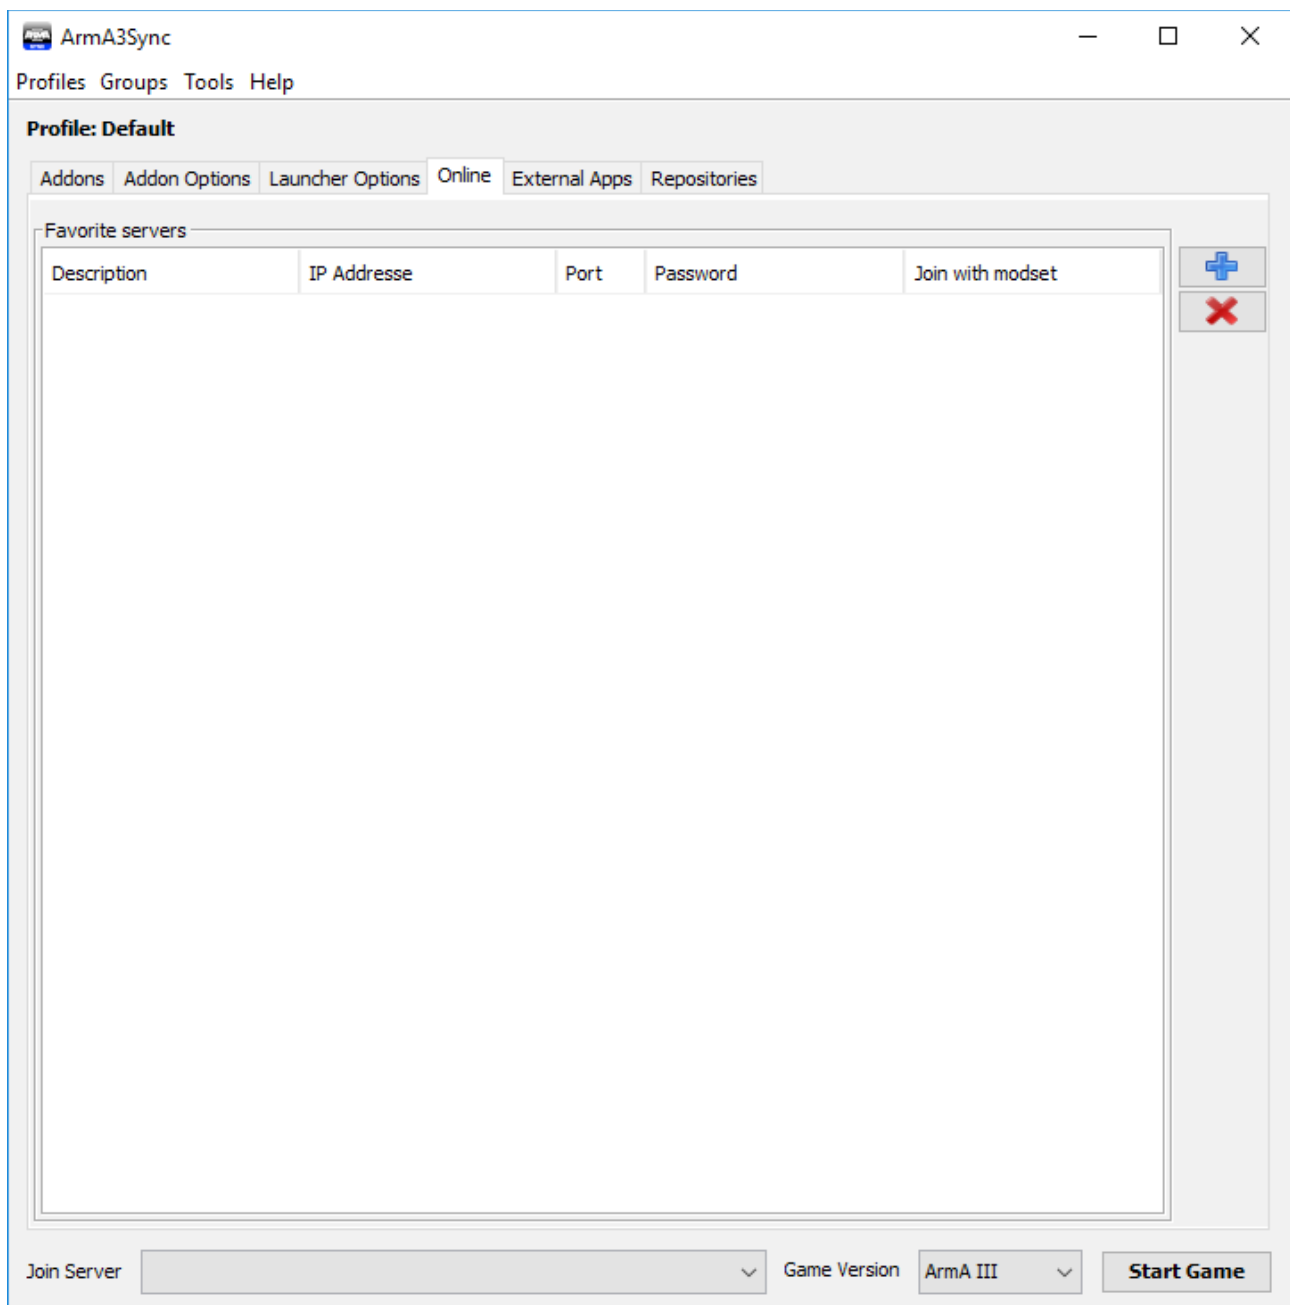 ArmA3Sync
Profiles Groups Tools Help
Profile: Default
Addons Addon Options Launcher Options Online External Apps Repositories
Favorite servers
Description IP Addresse Port Password Join with modset
Join Server Game Version ArmA III Start Game